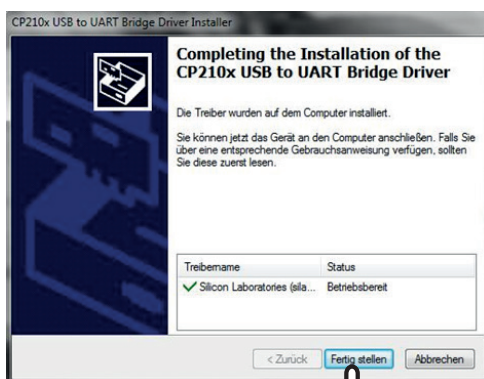 CP210x USB to UART Bridge Driver Installer
Completing the Installation of the
CP210x USB to UART Bridge Driver
Die Treiber wurden auf dem Computer installiert.
Sie können jetzt das Gerät an den Computer anschließen. Falls Sie
über eine entsprechende Gebrauchsanweisung verfügen, sollten
Sie diese zuerst lesen.
Treibername Status
Silicon Laboratories (sila... Betriebsbereit
< Zurück Fertig stellen Abbrechen